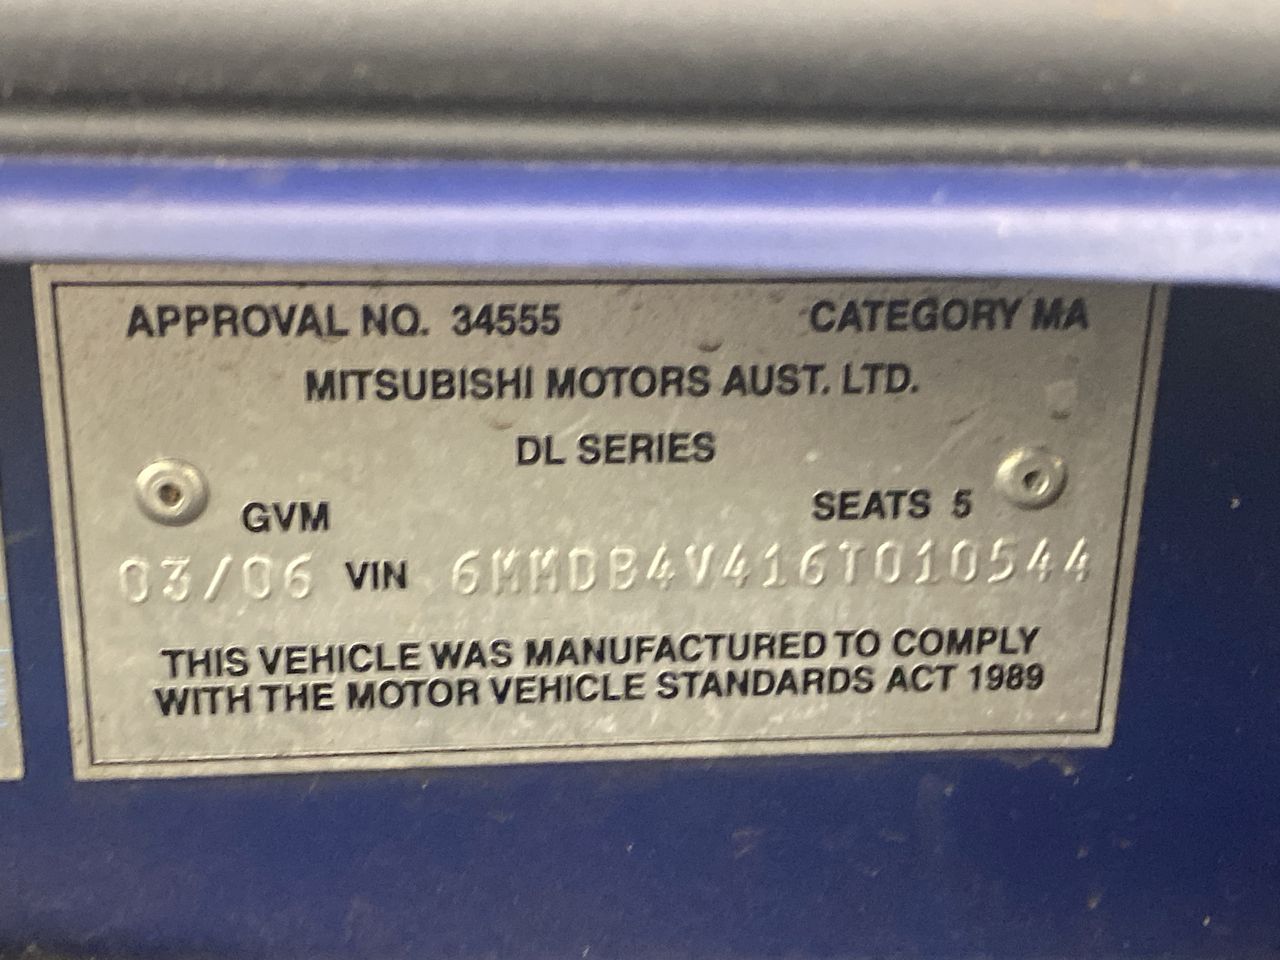 APPROVAL NO. 34555 CATEGORY MA
MITSUBISHI MOTORS AUST. LTD.
DL SERIES
GVM SEATS 5
03/06 VIN 6MMDB4V416T010544
THIS VEHICLE WAS MANUFACTURED TO COMPLY
WITH THE MOTOR VEHICLE STANDARDS ACT 1989